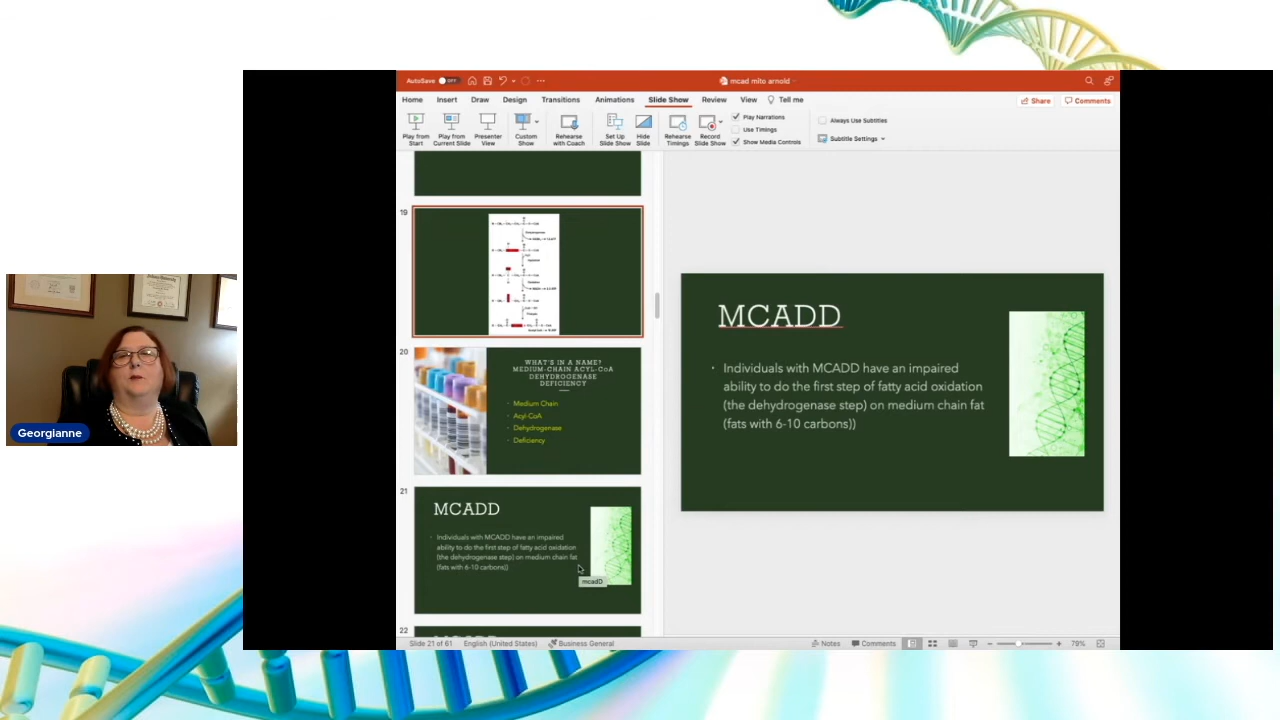 AutoSave OFF
mcad mito arnold
Home Insert Draw Design Transitions Animations Slide Show Review View Tell me
Share Comments
Play from Start
Play from Current Slide
Presenter View
Custom Show
Rehearse with Coach
Set Up Slide Show
Hide Slide
Rehearse Timings
Record Slide Show
Play Narrations
Use Timings
Show Media Controls
Always Use Subtitles
Subtitle Settings
19
20
WHAT'S IN A NAME?
MEDIUM-CHAIN ACYL-CoA
DEHYDROGENASE
DEFICIENCY
· Medium Chain
· Acyl-CoA
· Dehydrogenase
· Deficiency
21
MCADD
· Individuals with MCADD have an impaired
ability to do the first step of fatty acid oxidation
(the dehydrogenase step) on medium chain fat
(fats with 6-10 carbons))
mcadD
22
MCADD
· Individuals with MCADD have an impaired
ability to do the first step of fatty acid oxidation
(the dehydrogenase step) on medium chain fat
(fats with 6-10 carbons))
Georgianne
Slide 21 of 61 English (United States) Business General
Notes Comments 79%